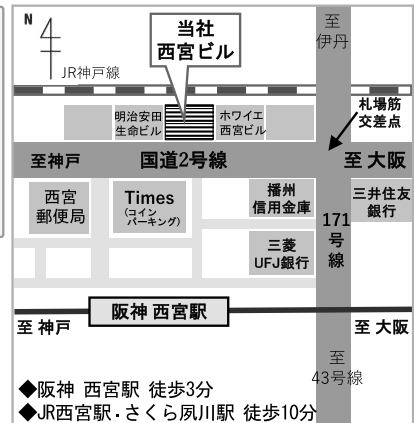 N
当社
西宮ビル
至
伊丹
JR神戸線
明治安田
生命ビル
ホワイエ
西宮ビル
札場筋
交差点
至神戸
国道2号線
至 大阪
西宮
郵便局
Times
(コイン
パーキング)
播州
信用金庫
三井住友
銀行
171
号
線
三菱
UFJ銀行
阪神 西宮駅
至 神戸
至 大阪
至
43号線
◆阪神 西宮駅 徒歩3分
◆JR西宮駅・さくら夙川駅 徒歩10分